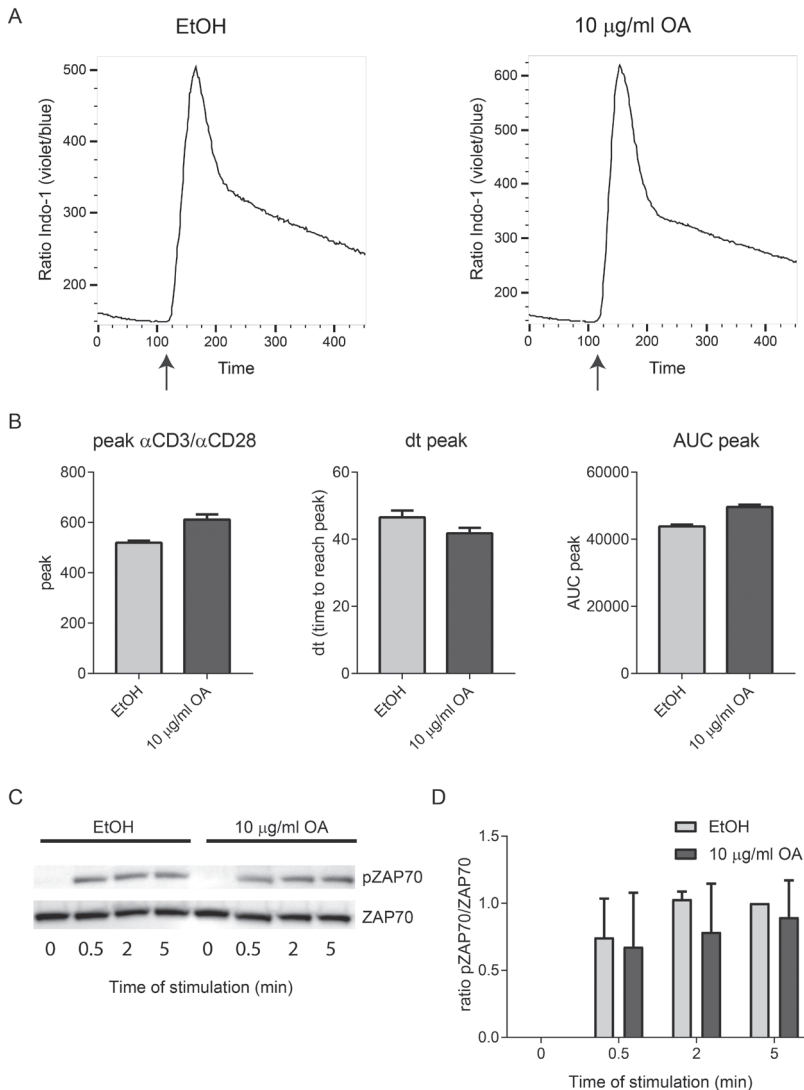 A
EtOH
10 μg/ml OA
Ratio Indo-1 (violet/blue)
500
400
300
200
0 100 200 300 400
Time
Ratio Indo-1 (violet/blue)
600
500
400
300
200
0 100 200 300 400
Time
B
peak αCD3/αCD28
peak
800
600
400
200
0
EtOH
10 μg/ml OA
dt peak
dt (time to reach peak)
60
40
20
0
EtOH
10 μg/ml OA
AUC peak
AUC peak
60000
40000
20000
0
EtOH
10 μg/ml OA
C
EtOH 10 μg/ml OA
pZAP70
ZAP70
0 0.5 2 5 0 0.5 2 5
Time of stimulation (min)
D
EtOH
10 μg/ml OA
ratio pZAP70/ZAP70
1.5
1.0
0.5
0.0
0 0.5 2 5
Time of stimulation (min)